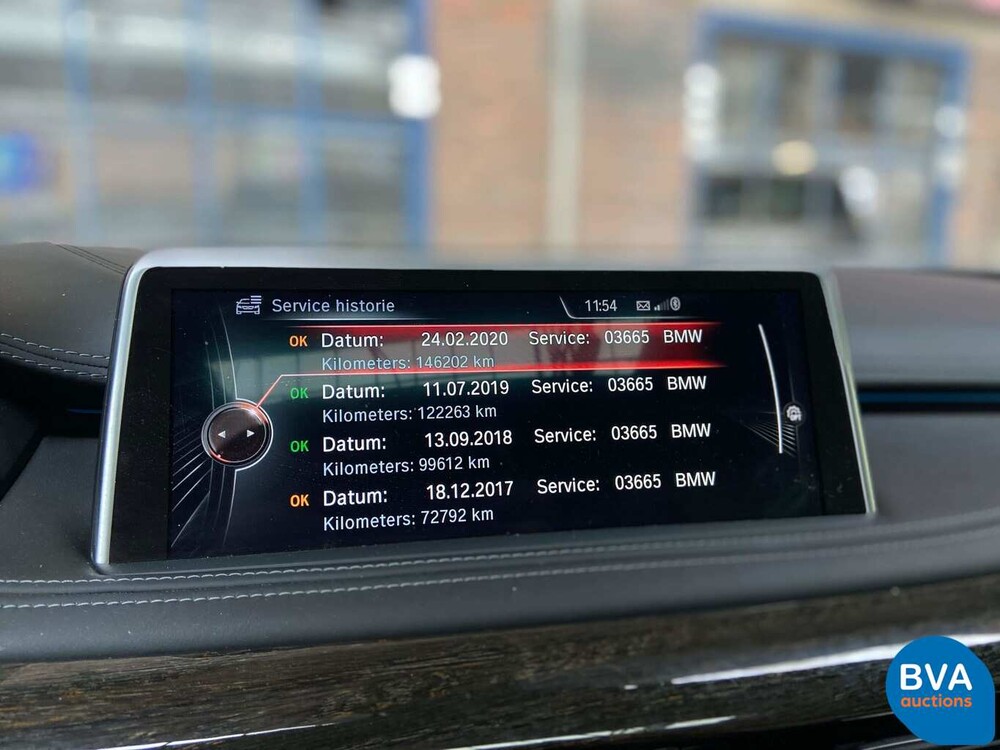 Service historie 11:54
OK Datum: 24.02.2020 Service: 03665 BMW
Kilometers: 146202 km
OK Datum: 11.07.2019 Service: 03665 BMW
Kilometers: 122263 km
OK Datum: 13.09.2018 Service: 03665 BMW
Kilometers: 99612 km
OK Datum: 18.12.2017 Service: 03665 BMW
Kilometers: 72792 km
BVA
auctions